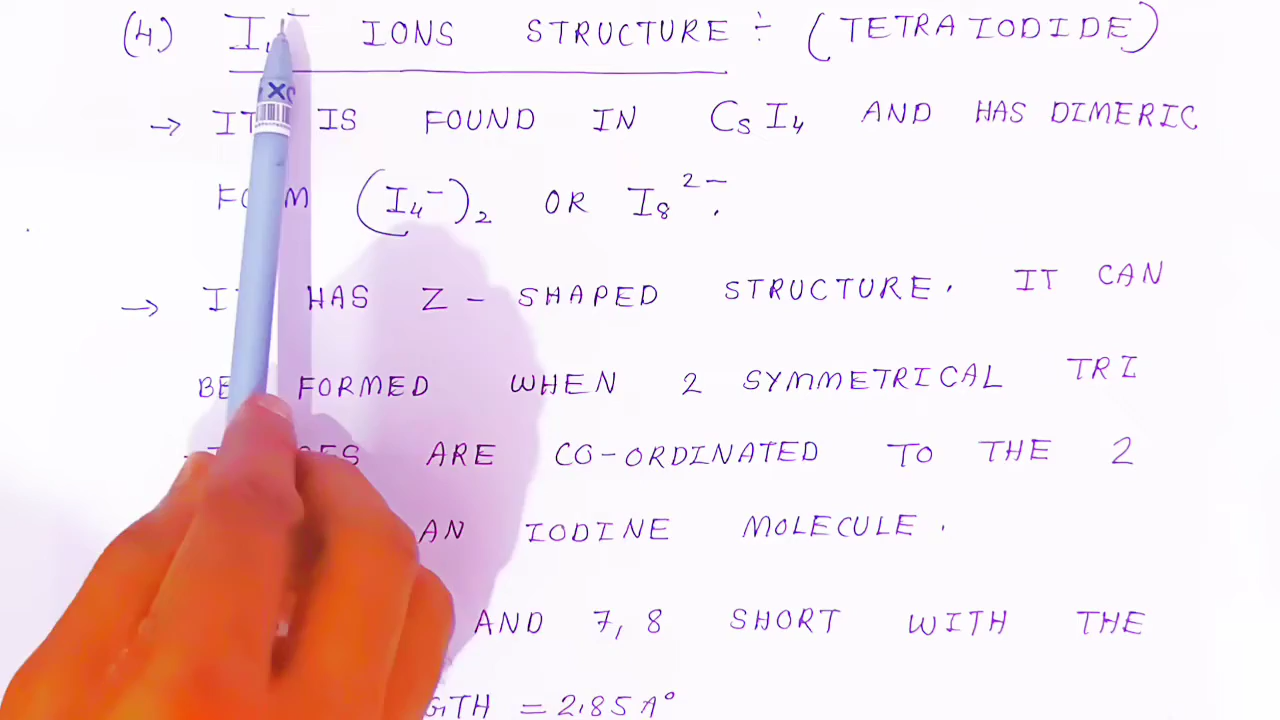 (4) I₄⁻ IONS STRUCTURE ÷ (TETRAIODIDE)
→ IT IS FOUND IN CsI₄ AND HAS DIMERIC
FORM (I₄⁻)₂ OR I₈²⁻.
→ IT HAS Z - SHAPED STRUCTURE. IT CAN
BE FORMED WHEN 2 SYMMETRICAL TRI
ARE CO-ORDINATED TO THE 2
AN IODINE MOLECULE.
AND 7, 8 SHORT WITH THE
= 2.85 A°